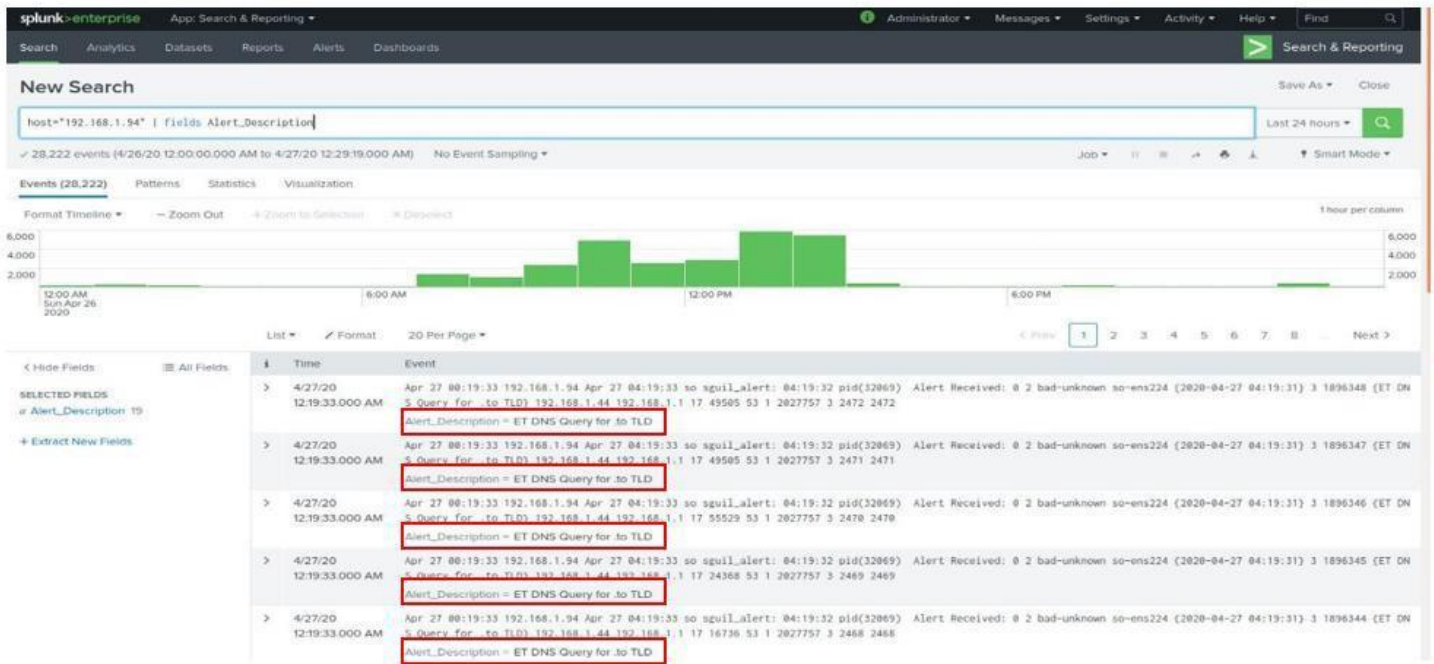 splunk>enterprise App: Search & Reporting Administrator Messages Settings Activity Help Find
Search Analytics Datasets Reports Alerts Dashboards Search & Reporting
New Search Save As Close
host="192.168.1.94" | fields Alert_Description Last 24 hours
28,222 events (4/26/20 12:00:00.000 AM to 4/27/20 12:29:19.000 AM) No Event Sampling Job Smart Mode
Events (28,222) Patterns Statistics Visualization
Format Timeline — Zoom Out + Zoom to Selection × Deselect 1 hour per column
6,000 6,000
4,000 4,000
2,000 2,000
12:00 AM 6:00 AM 12:00 PM 6:00 PM
Sun Apr 26
2020
List Format 20 Per Page < Prev 1 2 3 4 5 6 7 8 ... Next >
< Hide Fields All Fields i Time Event
SELECTED FIELDS
a Alert_Description 19
+ Extract New Fields
> 4/27/20 Apr 27 00:19:33 192.168.1.94 Apr 27 04:19:33 so sguil_alert: 04:19:32 pid(32069) Alert Received: 0 2 bad-unknown so-ens224 {2020-04-27 04:19:31} 3 1896348 {ET DN
12:19:33.000 AM S Query for .to TLD} 192.168.1.44 192.168.1.1 17 49505 53 1 2027757 3 2472 2472
Alert_Description = ET DNS Query for .to TLD
> 4/27/20 Apr 27 00:19:33 192.168.1.94 Apr 27 04:19:33 so sguil_alert: 04:19:32 pid(32069) Alert Received: 0 2 bad-unknown so-ens224 {2020-04-27 04:19:31} 3 1896347 {ET DN
12:19:33.000 AM S Query for .to TLD} 192.168.1.44 192.168.1.1 17 49505 53 1 2027757 3 2471 2471
Alert_Description = ET DNS Query for .to TLD
> 4/27/20 Apr 27 00:19:33 192.168.1.94 Apr 27 04:19:33 so sguil_alert: 04:19:32 pid(32069) Alert Received: 0 2 bad-unknown so-ens224 {2020-04-27 04:19:31} 3 1896346 {ET DN
12:19:33.000 AM S Query for .to TLD} 192.168.1.44 192.168.1.1 17 55529 53 1 2027757 3 2470 2470
Alert_Description = ET DNS Query for .to TLD
> 4/27/20 Apr 27 00:19:33 192.168.1.94 Apr 27 04:19:33 so sguil_alert: 04:19:32 pid(32069) Alert Received: 0 2 bad-unknown so-ens224 {2020-04-27 04:19:31} 3 1896345 {ET DN
12:19:33.000 AM S Query for .to TLD} 192.168.1.44 192.168.1.1 17 24368 53 1 2027757 3 2469 2469
Alert_Description = ET DNS Query for .to TLD
> 4/27/20 Apr 27 00:19:33 192.168.1.94 Apr 27 04:19:33 so sguil_alert: 04:19:32 pid(32069) Alert Received: 0 2 bad-unknown so-ens224 {2020-04-27 04:19:31} 3 1896344 {ET DN
12:19:33.000 AM S Query for .to TLD} 192.168.1.44 192.168.1.1 17 16736 53 1 2027757 3 2468 2468
Alert_Description = ET DNS Query for .to TLD